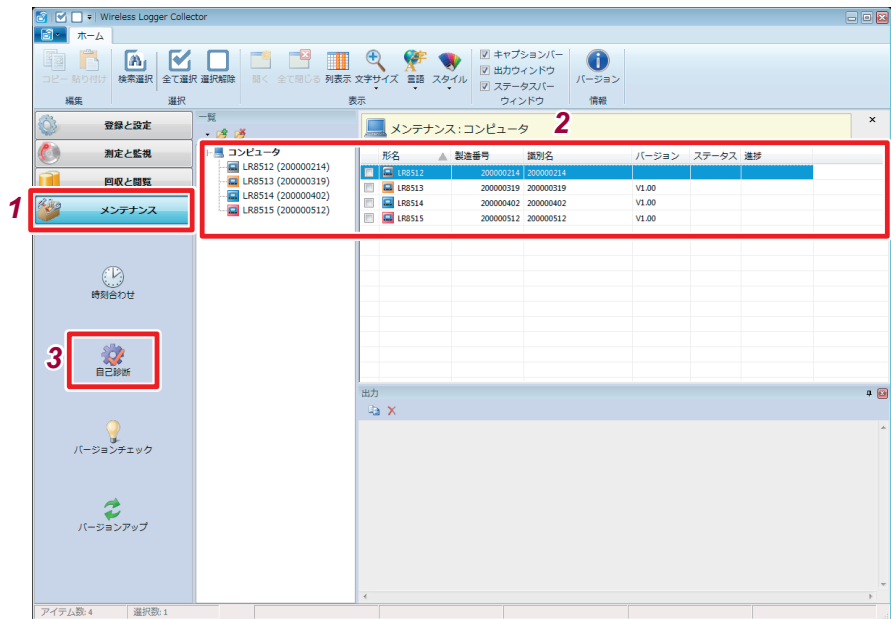 Wireless Logger Collector
ホーム
コピー 貼り付け 検索選択 全て選択 選択解除 開く 全て閉じる 列表示 文字サイズ 言語 スタイル バージョン
キャプションバー
出力ウィンドウ
ステータスバー
編集 選択 表示 ウィンドウ 情報
登録と設定
測定と監視
回収と閲覧
1 メンテナンス
時刻合わせ
3 自己診断
バージョンチェック
バージョンアップ
一覧
コンピュータ
LR8512 (200000214)
LR8513 (200000319)
LR8514 (200000402)
LR8515 (200000512)
メンテナンス：コンピュータ 2
形名 製造番号 識別名 バージョン ステータス 進捗
LR8512 200000214 200000214
LR8513 200000319 200000319 V1.00
LR8514 200000402 200000402 V1.00
LR8515 200000512 200000512 V1.00
出力
アイテム数: 4 選択数: 1